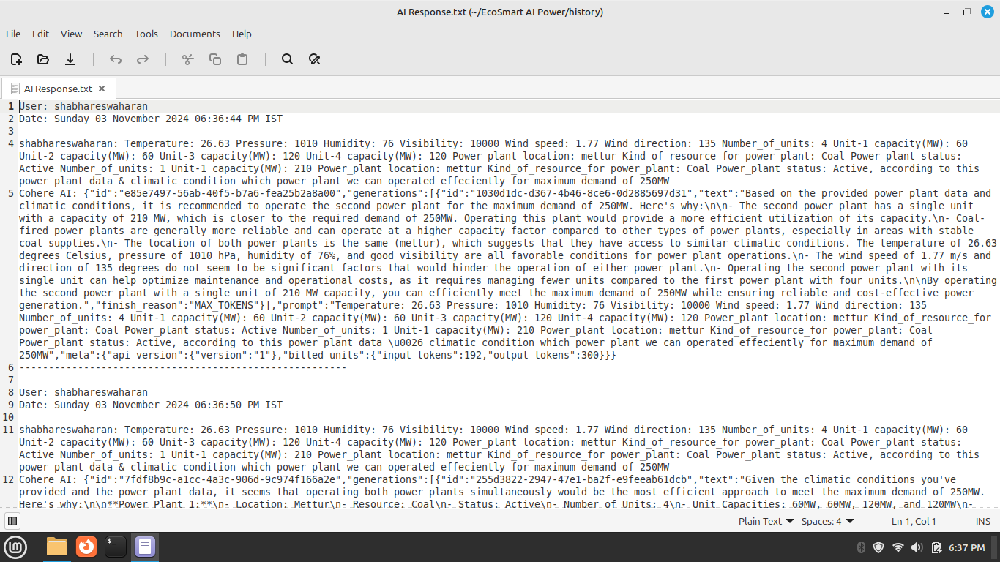 AI Response.txt (~/EcoSmart AI Power/history)
File Edit View Search Tools Documents Help
AI Response.txt
1 User: shabhareswaharan
2 Date: Sunday 03 November 2024 06:36:44 PM IST
3
4 shabhareswaharan: Temperature: 26.63 Pressure: 1010 Humidity: 76 Visibility: 10000 Wind speed: 1.77 Wind direction: 135 Number_of_units: 4 Unit-1 capacity(MW): 60
Unit-2 capacity(MW): 60 Unit-3 capacity(MW): 120 Unit-4 capacity(MW): 120 Power_plant location: mettur Kind_of_resource_for power_plant: Coal Power_plant status:
Active Number_of_units: 1 Unit-1 capacity(MW): 210 Power_plant location: mettur Kind_of_resource_for power_plant: Coal Power_plant status: Active, according to this
power plant data & climatic condition which power plant we can operated effeciently for maximum demand of 250MW
5 Cohere AI: {"id":"e85e7497-56ab-40f5-b7a6-fea25b2a8a00","generations":[{"id":"1030d1dc-d367-4b46-8ce6-0d2885697d31","text":"Based on the provided power plant data and
climatic conditions, it is recommended to operate the second power plant for the maximum demand of 250MW. Here's why:\n\n- The second power plant has a single unit
with a capacity of 210 MW, which is closer to the required demand of 250MW. Operating this plant would provide a more efficient utilization of its capacity.\n- Coal-
fired power plants are generally more reliable and can operate at a higher capacity factor compared to other types of power plants, especially in areas with stable
coal supplies.\n- The location of both power plants is the same (mettur), which suggests that they have access to similar climatic conditions. The temperature of 26.63
degrees Celsius, pressure of 1010 hPa, humidity of 76%, and good visibility are all favorable conditions for power plant operations.\n- The wind speed of 1.77 m/s and
direction of 135 degrees do not seem to be significant factors that would hinder the operation of either power plant.\n- Operating the second power plant with its
single unit can help optimize maintenance and operational costs, as it requires managing fewer units compared to the first power plant with four units.\n\nBy operating
the second power plant with a single unit of 210 MW capacity, you can efficiently meet the maximum demand of 250MW while ensuring reliable and cost-effective power
generation.","finish_reason":"MAX_TOKENS"}],"prompt":"Temperature: 26.63 Pressure: 1010 Humidity: 76 Visibility: 10000 Wind speed: 1.77 Wind direction: 135
Number_of_units: 4 Unit-1 capacity(MW): 60 Unit-2 capacity(MW): 60 Unit-3 capacity(MW): 120 Unit-4 capacity(MW): 120 Power_plant location: mettur Kind_of_resource_for
power_plant: Coal Power_plant status: Active Number_of_units: 1 Unit-1 capacity(MW): 210 Power_plant location: mettur Kind_of_resource_for power_plant: Coal
Power_plant status: Active, according to this power plant data \u0026 climatic condition which power plant we can operated effeciently for maximum demand of
250MW","meta":{"api_version":{"version":"1"},"billed_units":{"input_tokens":192,"output_tokens":300}}}
6 --------------------------------------------------------
7
8 User: shabhareswaharan
9 Date: Sunday 03 November 2024 06:36:50 PM IST
10
11 shabhareswaharan: Temperature: 26.63 Pressure: 1010 Humidity: 76 Visibility: 10000 Wind speed: 1.77 Wind direction: 135 Number_of_units: 4 Unit-1 capacity(MW): 60
Unit-2 capacity(MW): 60 Unit-3 capacity(MW): 120 Unit-4 capacity(MW): 120 Power_plant location: mettur Kind_of_resource_for power_plant: Coal Power_plant status:
Active Number_of_units: 1 Unit-1 capacity(MW): 210 Power_plant location: mettur Kind_of_resource_for power_plant: Coal Power_plant status: Active, according to this
power plant data & climatic condition which power plant we can operated effeciently for maximum demand of 250MW
12 Cohere AI: {"id":"7fdf8b9c-a1cc-4a3c-906d-9c974f166a2e","generations":[{"id":"255d3822-2947-47e1-ba2f-e9feeab61dcb","text":"Given the climatic conditions you've
provided and the power plant data, it seems that operating both power plants simultaneously would be the most efficient approach to meet the maximum demand of 250MW.
Here's why:\n\n**Power Plant 1:**\n- Location: Mettur\n- Resource: Coal\n- Status: Active\n- Number of Units: 4\n- Unit Capacities: 60MW, 60MW, 120MW, and 120MW\n-
Plain Text Spaces: 4 Ln 1, Col 1 INS
6:37 PM